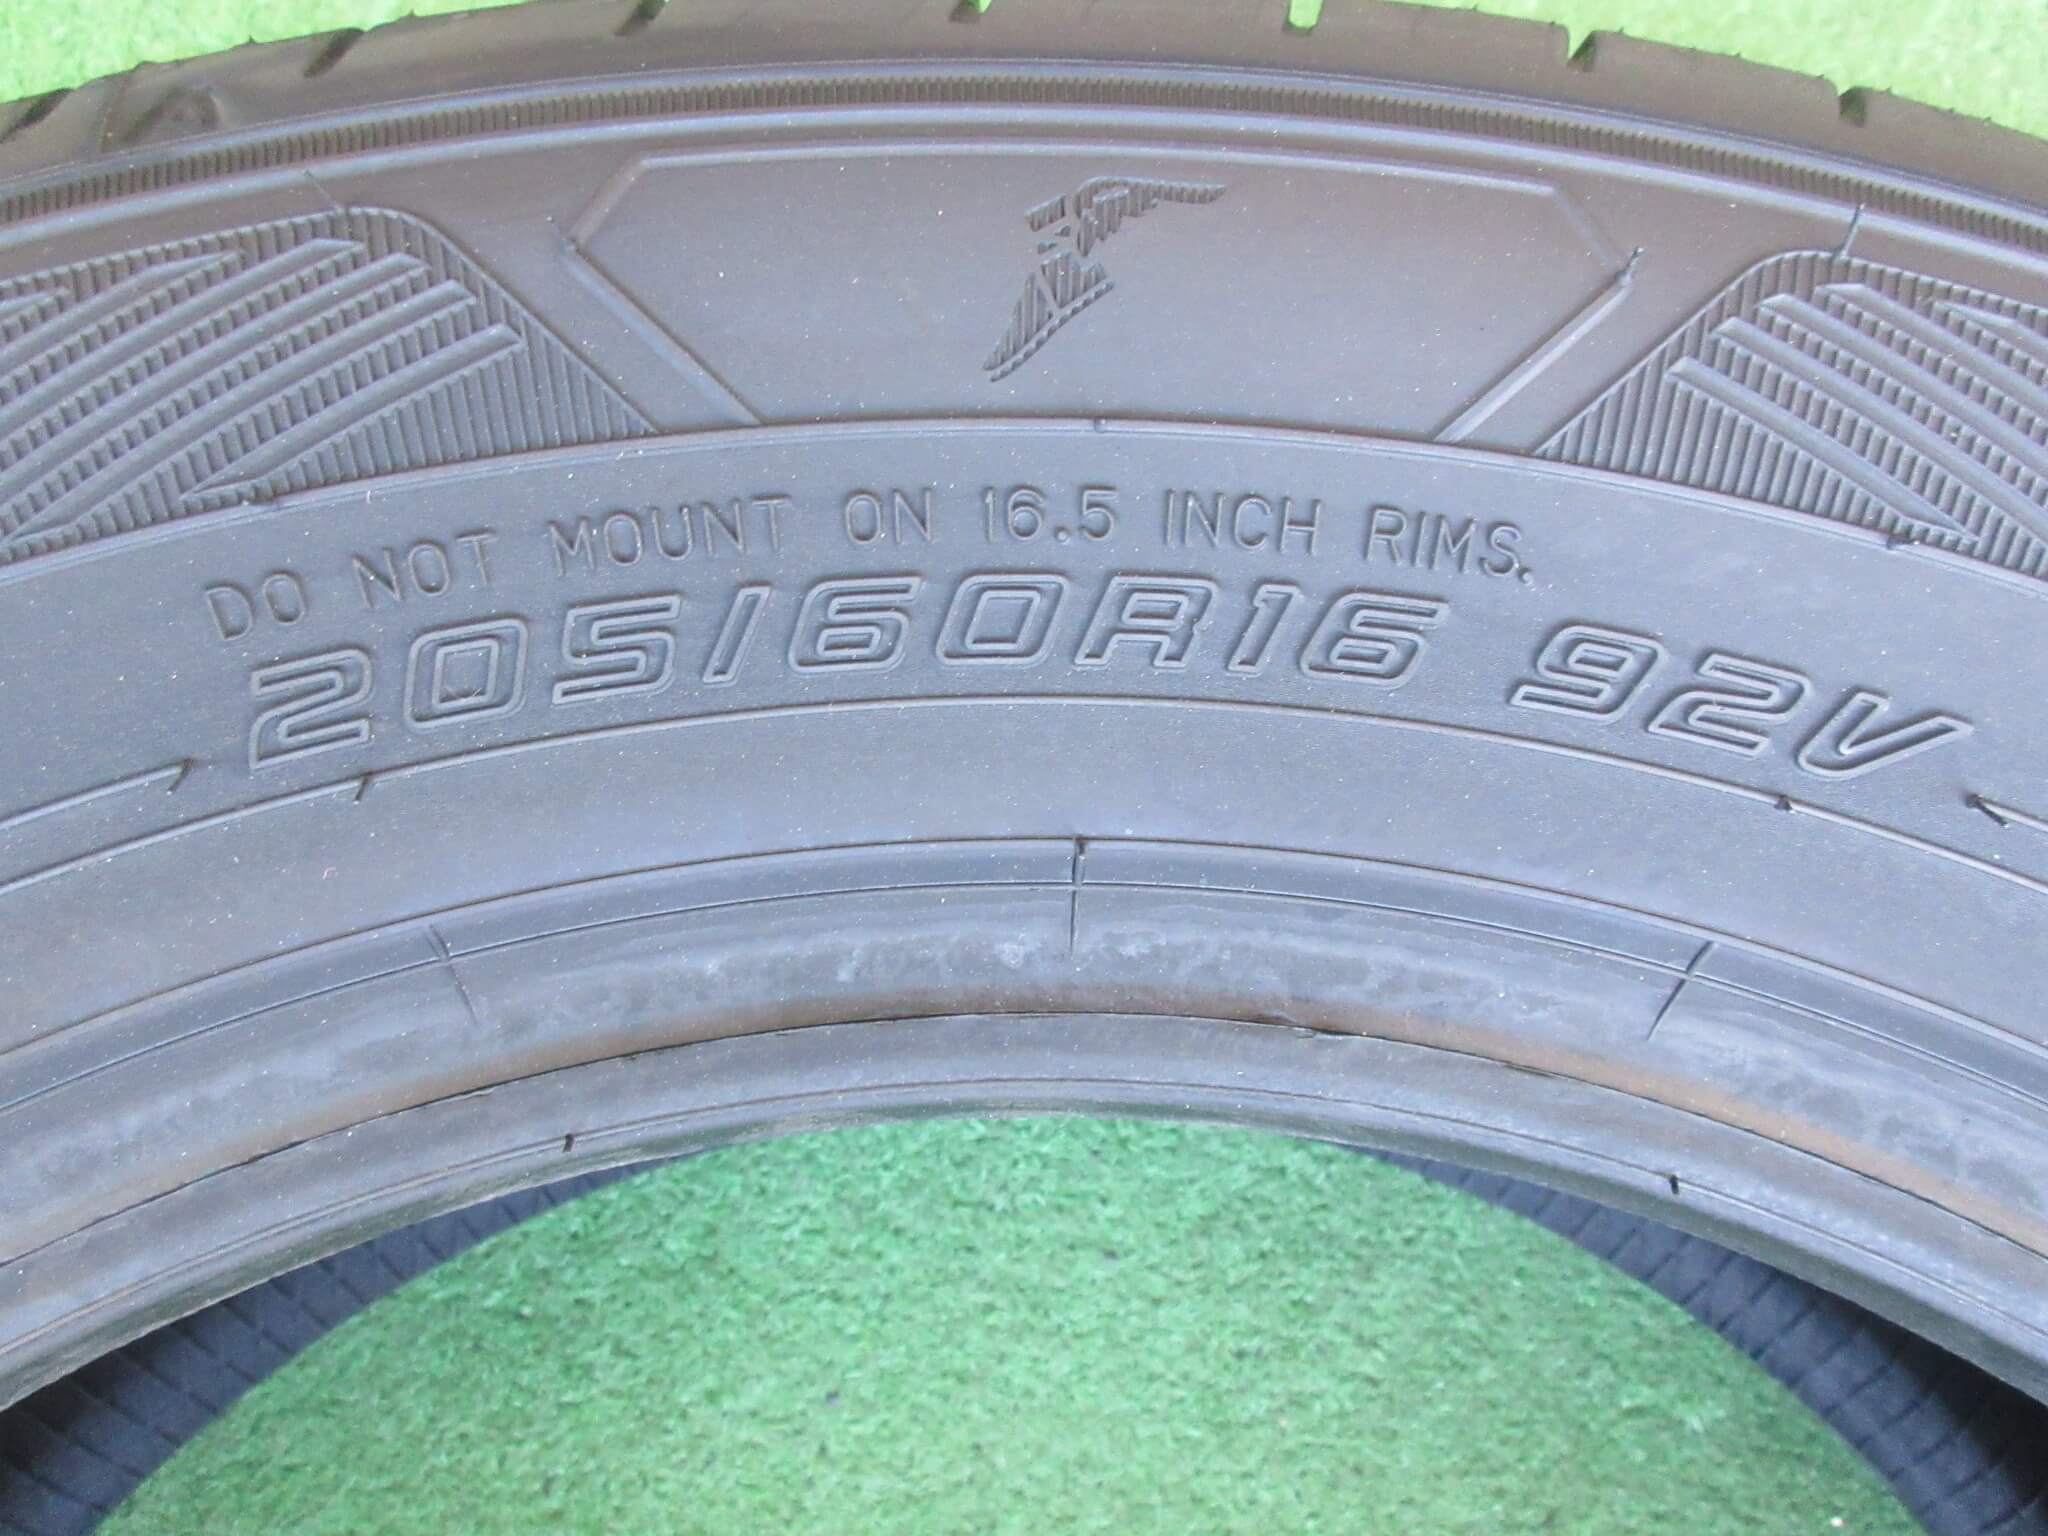 DO NOT MOUNT ON 16.5 INCH RIMS.
205/60R16 92V